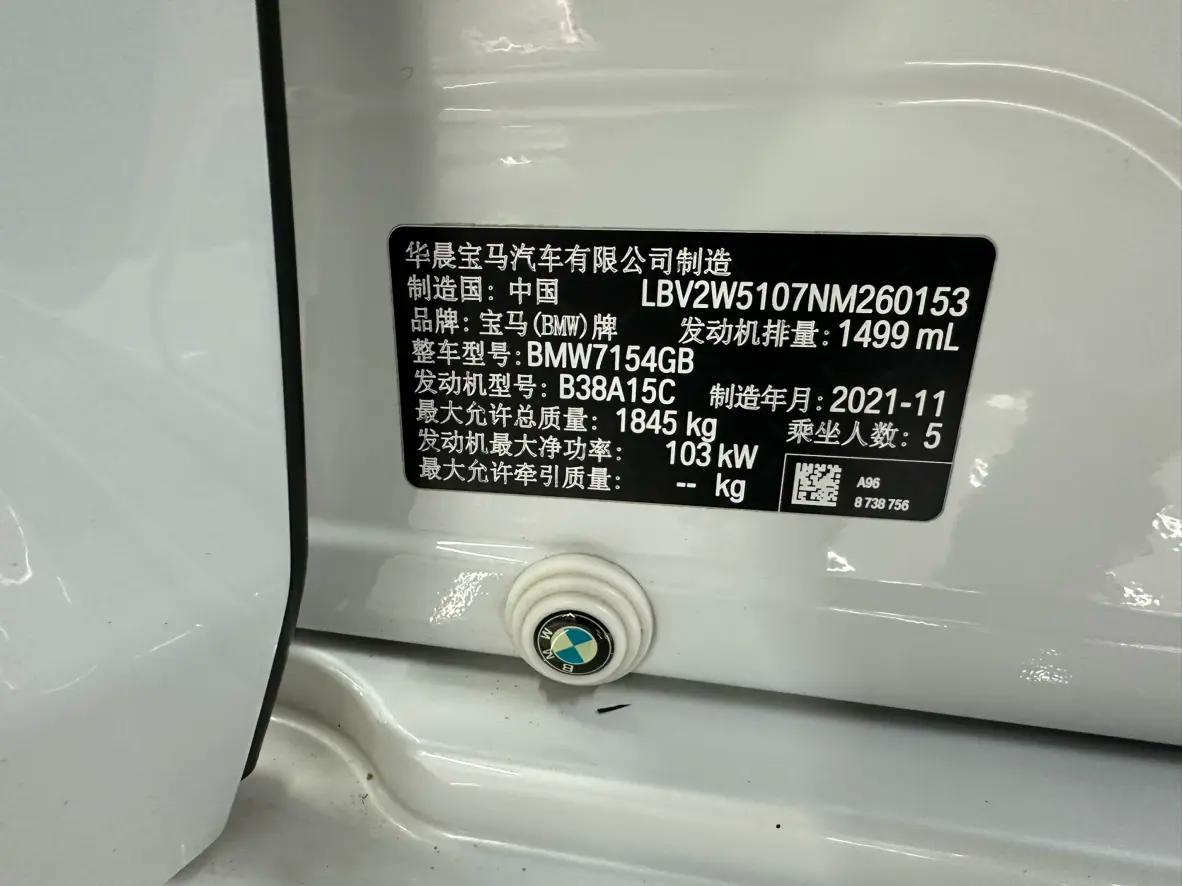 华晨宝马汽车有限公司制造
制造国：中国 LBV2W5107NM260153
品牌：宝马(BMW)牌 发动机排量：1499 mL
整车型号：BMW7154GB
发动机型号：B38A15C 制造年月：2021-11
最大允许总质量：1845 kg 乘坐人数：5
发动机最大净功率：103 kW
最大允许牵引质量：-- kg
A96
8 738 756
BMW